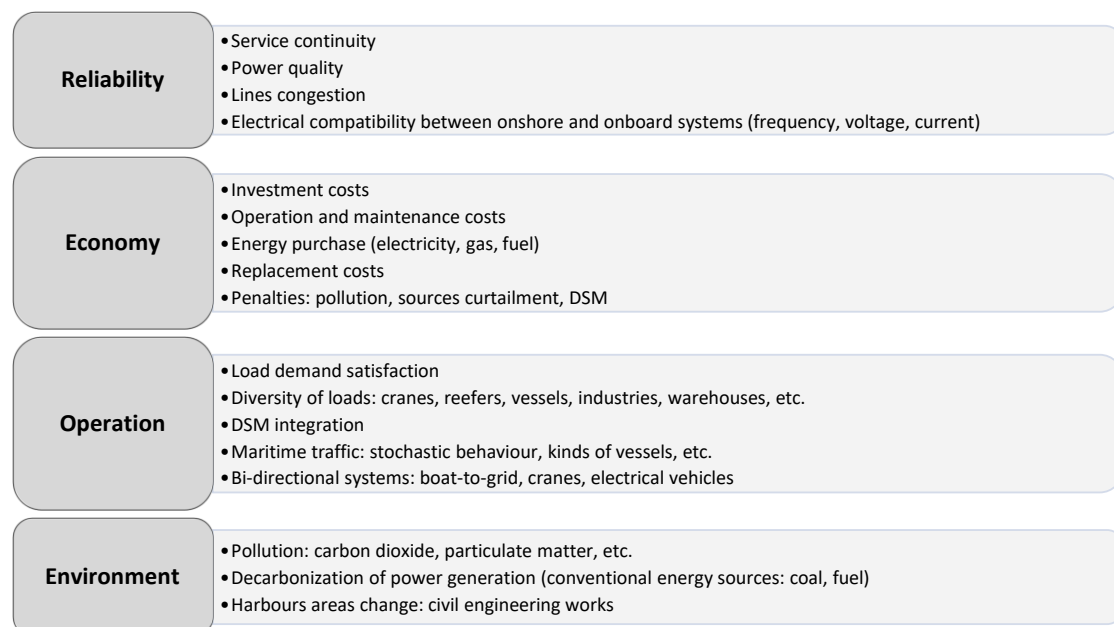 Reliability
•Service continuity
•Power quality
•Lines congestion
•Electrical compatibility between onshore and onboard systems (frequency, voltage, current)
Economy
•Investment costs
•Operation and maintenance costs
•Energy purchase (electricity, gas, fuel)
•Replacement costs
•Penalties: pollution, sources curtailment, DSM
Operation
•Load demand satisfaction
•Diversity of loads: cranes, reefers, vessels, industries, warehouses, etc.
•DSM integration
•Maritime traffic: stochastic behaviour, kinds of vessels, etc.
•Bi-directional systems: boat-to-grid, cranes, electrical vehicles
Environment
•Pollution: carbon dioxide, particulate matter, etc.
•Decarbonization of power generation (conventional energy sources: coal, fuel)
•Harbours areas change: civil engineering works